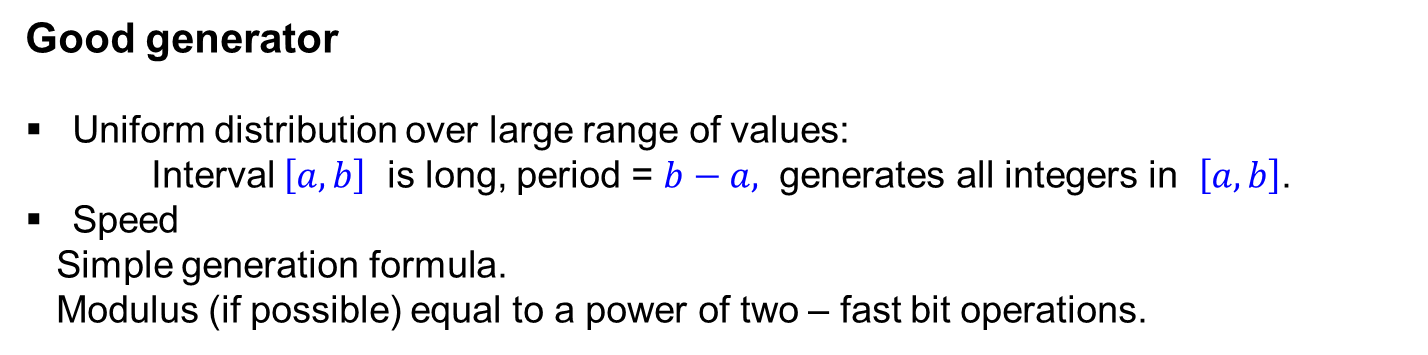 Good generator
▪ Uniform distribution over large range of values:
Interval [a, b] is long, period = b − a, generates all integers in [a, b].
▪ Speed
Simple generation formula.
Modulus (if possible) equal to a power of two – fast bit operations.